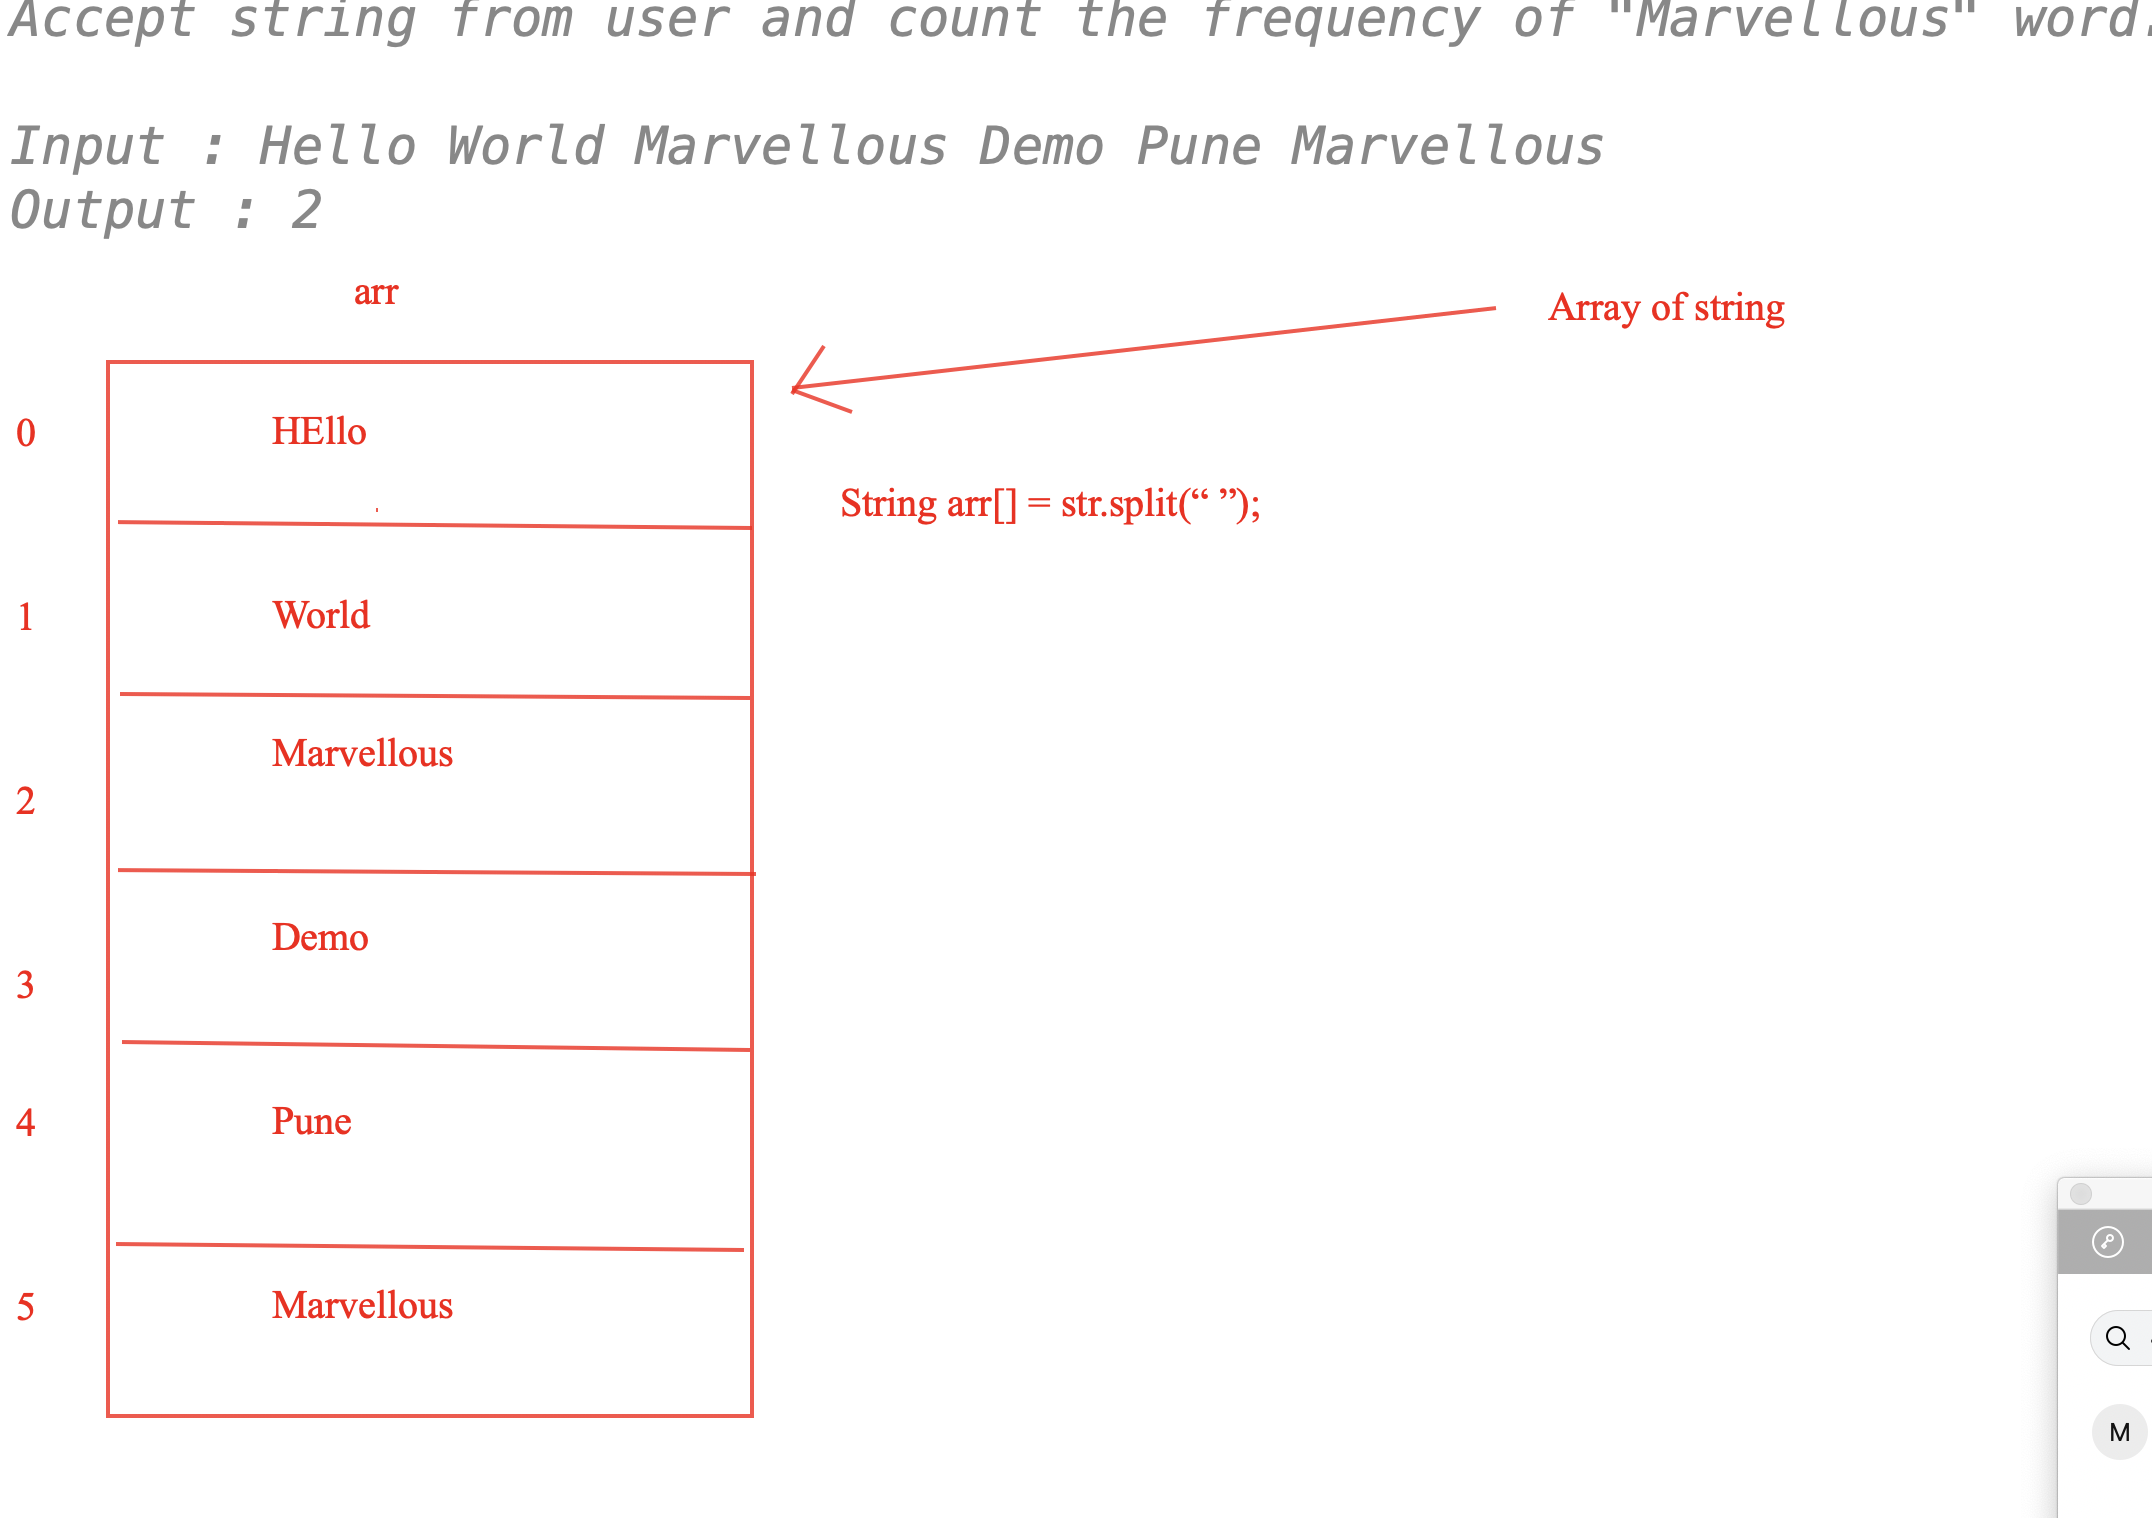 Accept string from user and count the frequency of "Marvellous" word.
Input : Hello World Marvellous Demo Pune Marvellous
Output : 2
arr
Array of string
0 HEllo
String arr[] = str.split(“ ”);
1 World
2 Marvellous
3 Demo
4 Pune
5 Marvellous
M